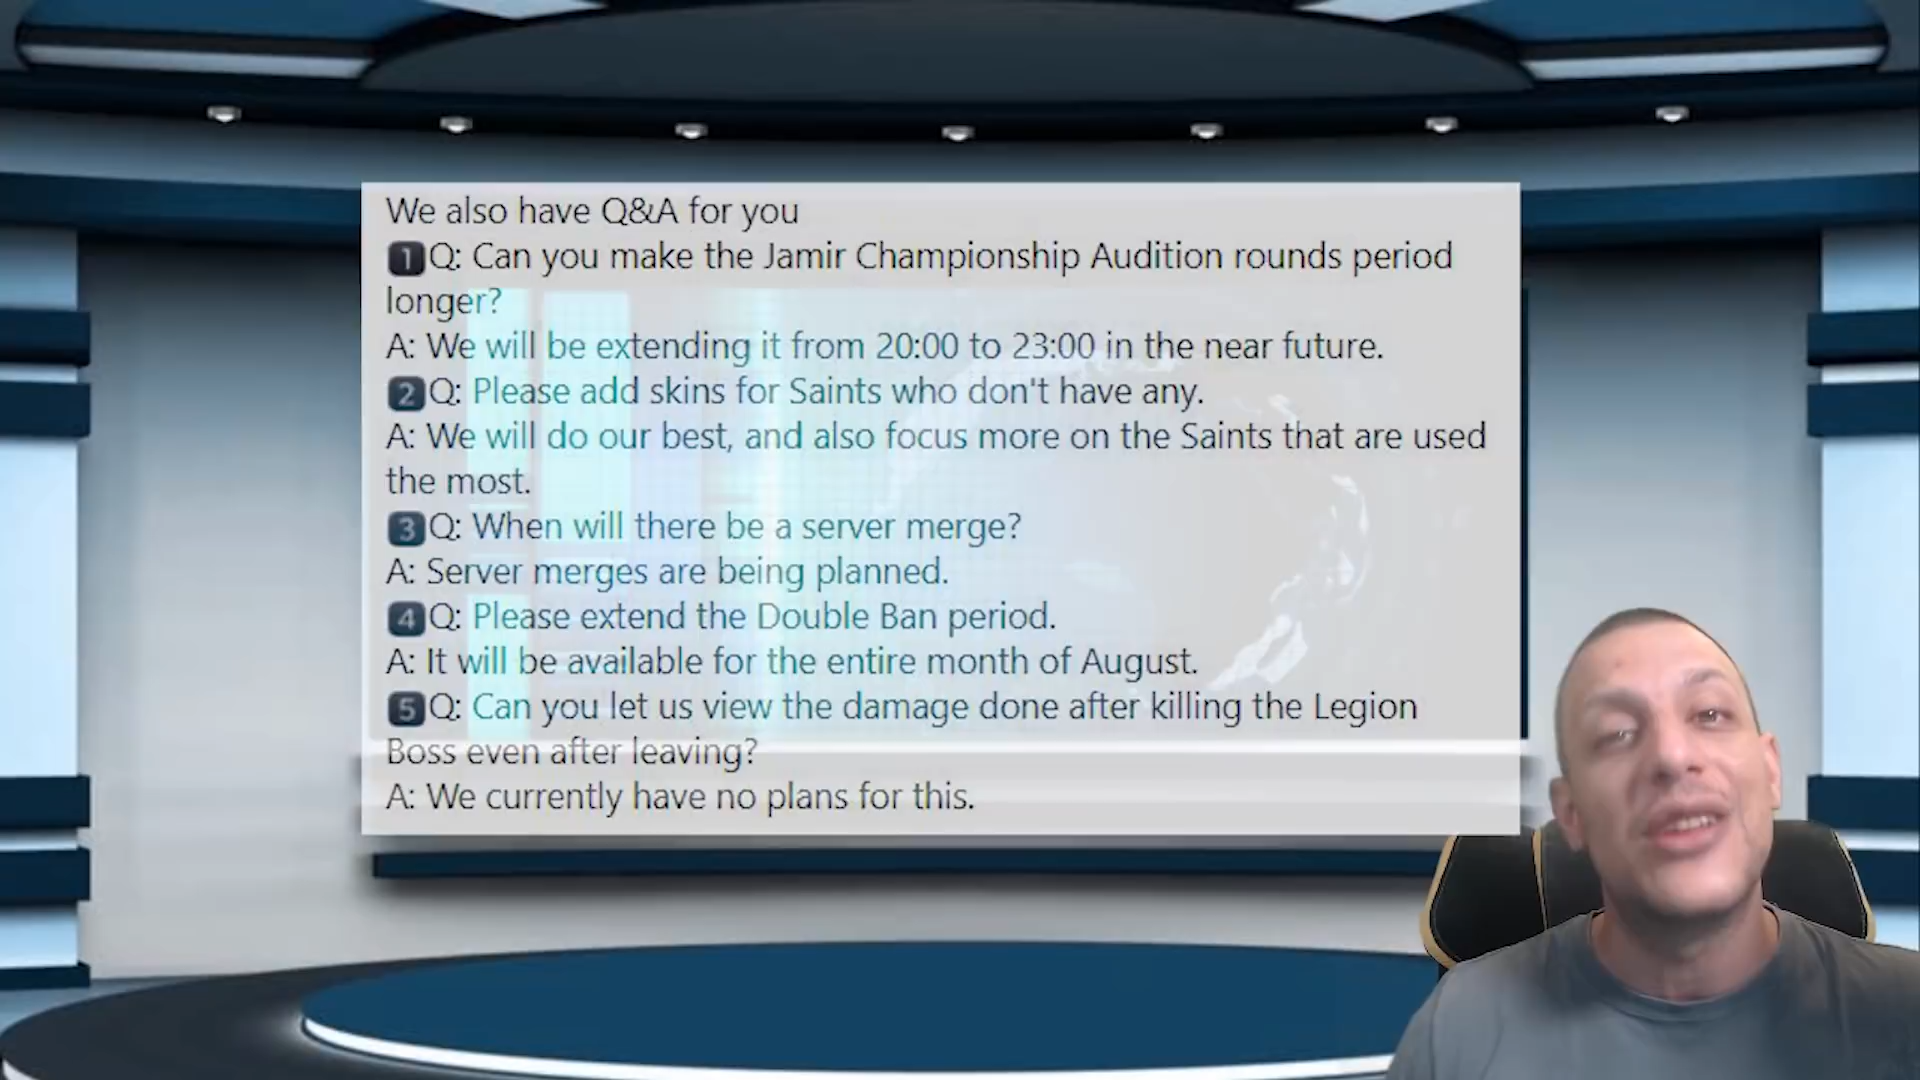 We also have Q&A for you
1 Q: Can you make the Jamir Championship Audition rounds period
longer?
A: We will be extending it from 20:00 to 23:00 in the near future.
2 Q: Please add skins for Saints who don't have any.
A: We will do our best, and also focus more on the Saints that are used
the most.
3 Q: When will there be a server merge?
A: Server merges are being planned.
4 Q: Please extend the Double Ban period.
A: It will be available for the entire month of August.
5 Q: Can you let us view the damage done after killing the Legion
Boss even after leaving?
A: We currently have no plans for this.